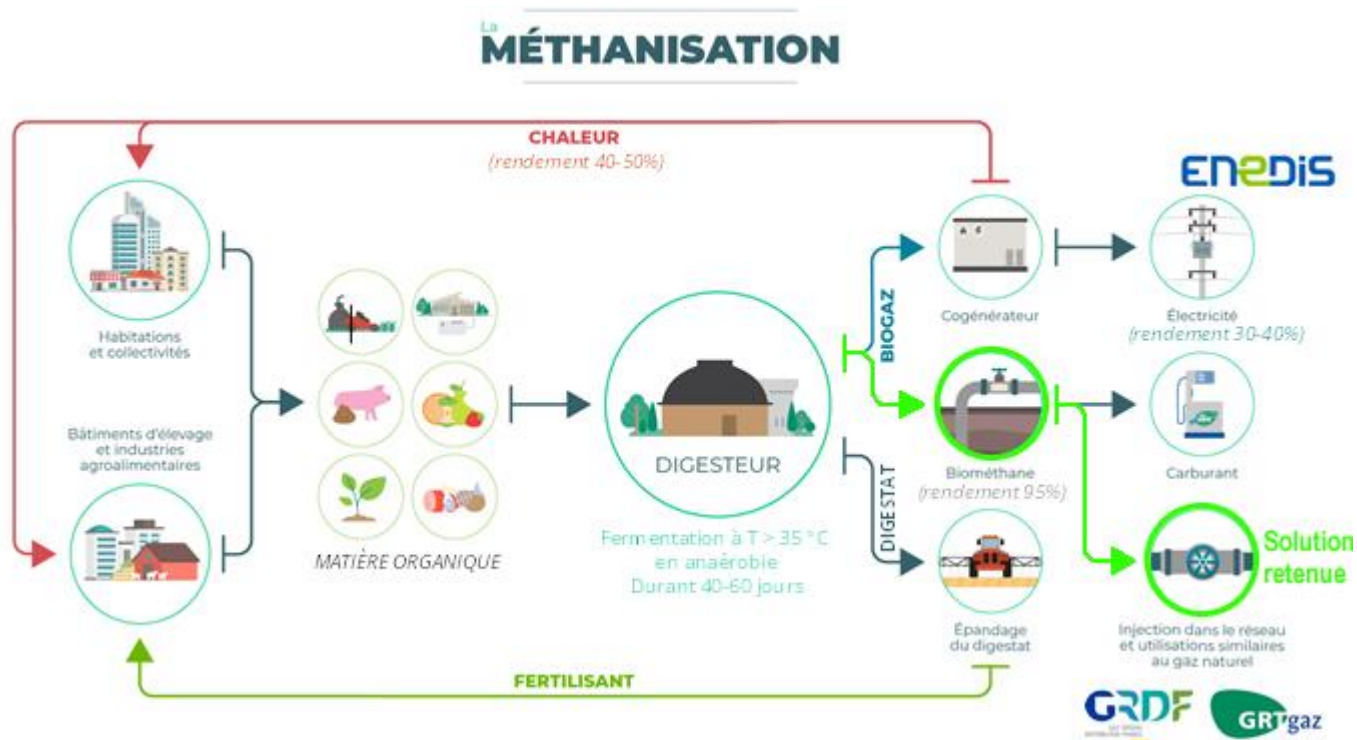 La
MÉTHANISATION
CHALEUR
(rendement 40-50%)
ENEDIS
Habitations
et collectivités
Bâtiments d'élevage
et industries
agroalimentaires
MATIÈRE ORGANIQUE
DIGESTEUR
Fermentation à T > 35 °C
en anaérobie
Durant 40-60 jours
BIOGAZ
DIGESTAT
Cogénérateur
Électricité
(rendement 30-40%)
Biométhane
(rendement 95%)
Carburant
Épandage
du digestat
Solution
retenue
Injection dans le réseau
et utilisations similaires
au gaz naturel
FERTILISANT
GRDF
GRTgaz